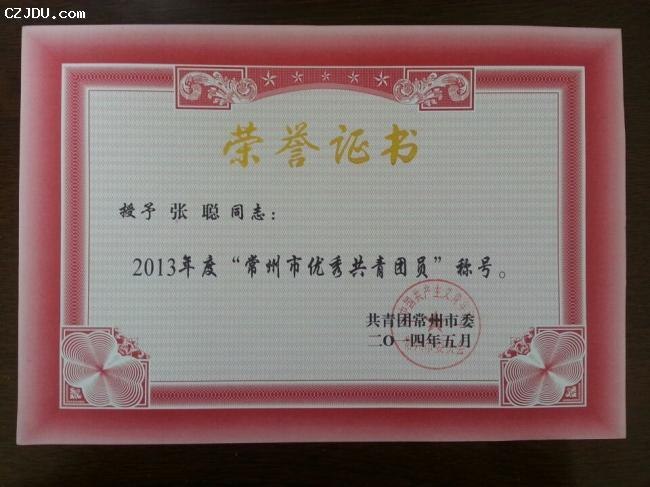 CZJDU.COM
荣誉证书
授予 张 聪 同志：
2013年度“常州市优秀共青团员”称号。
共青团常州市委
二〇一四年五月